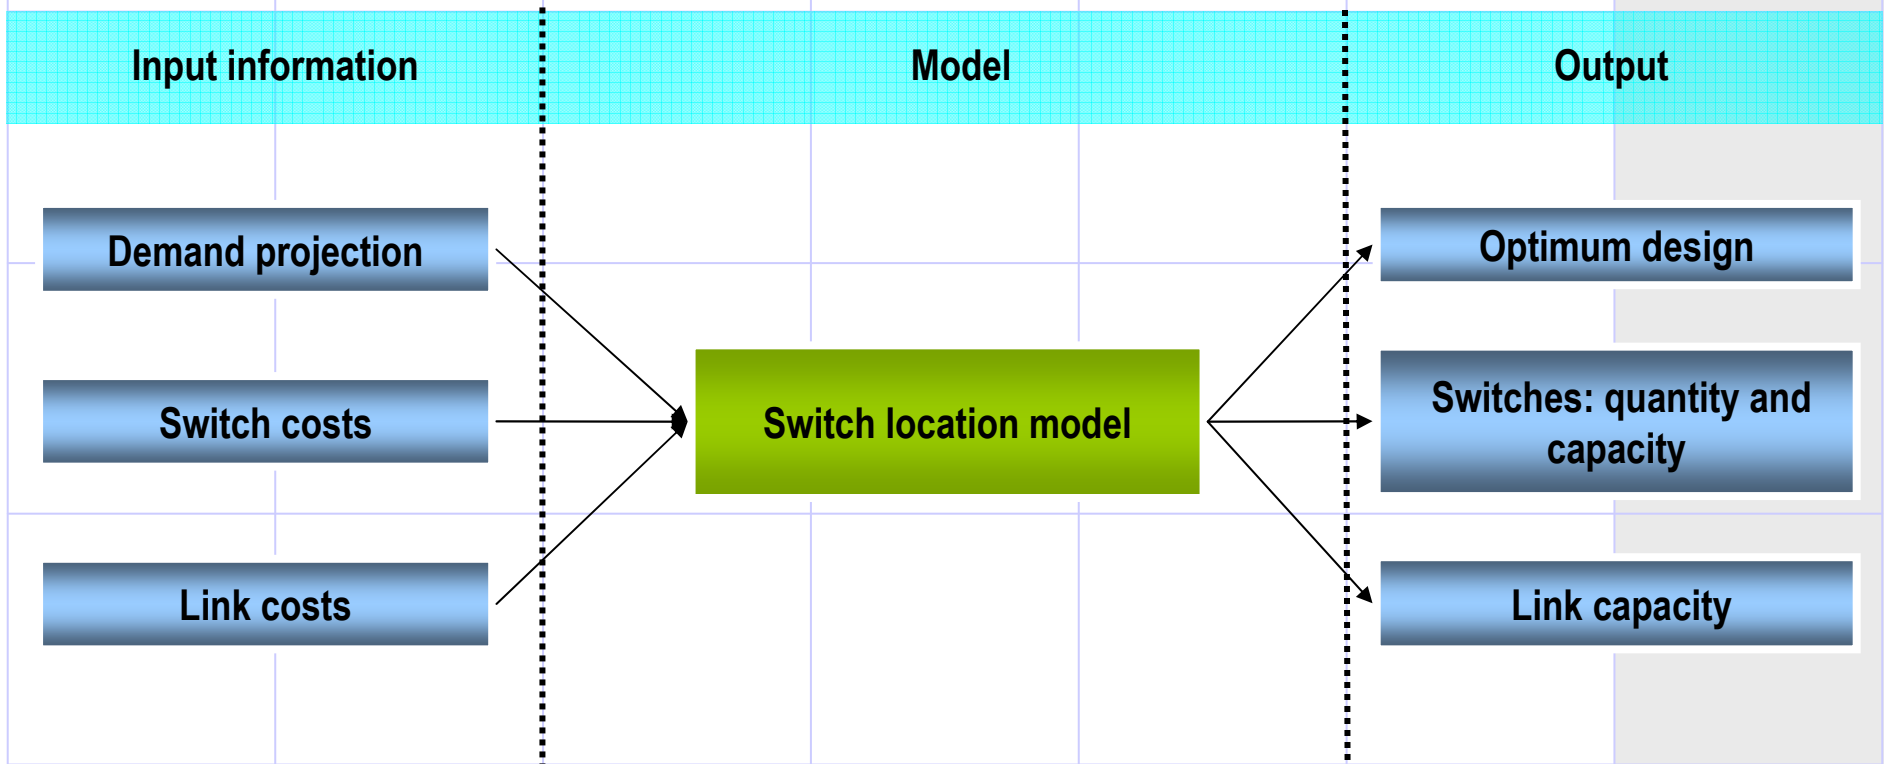 Input information
Model
Output
Demand projection
Optimum design
Switch costs
Switch location model
Switches: quantity and
capacity
Link costs
Link capacity